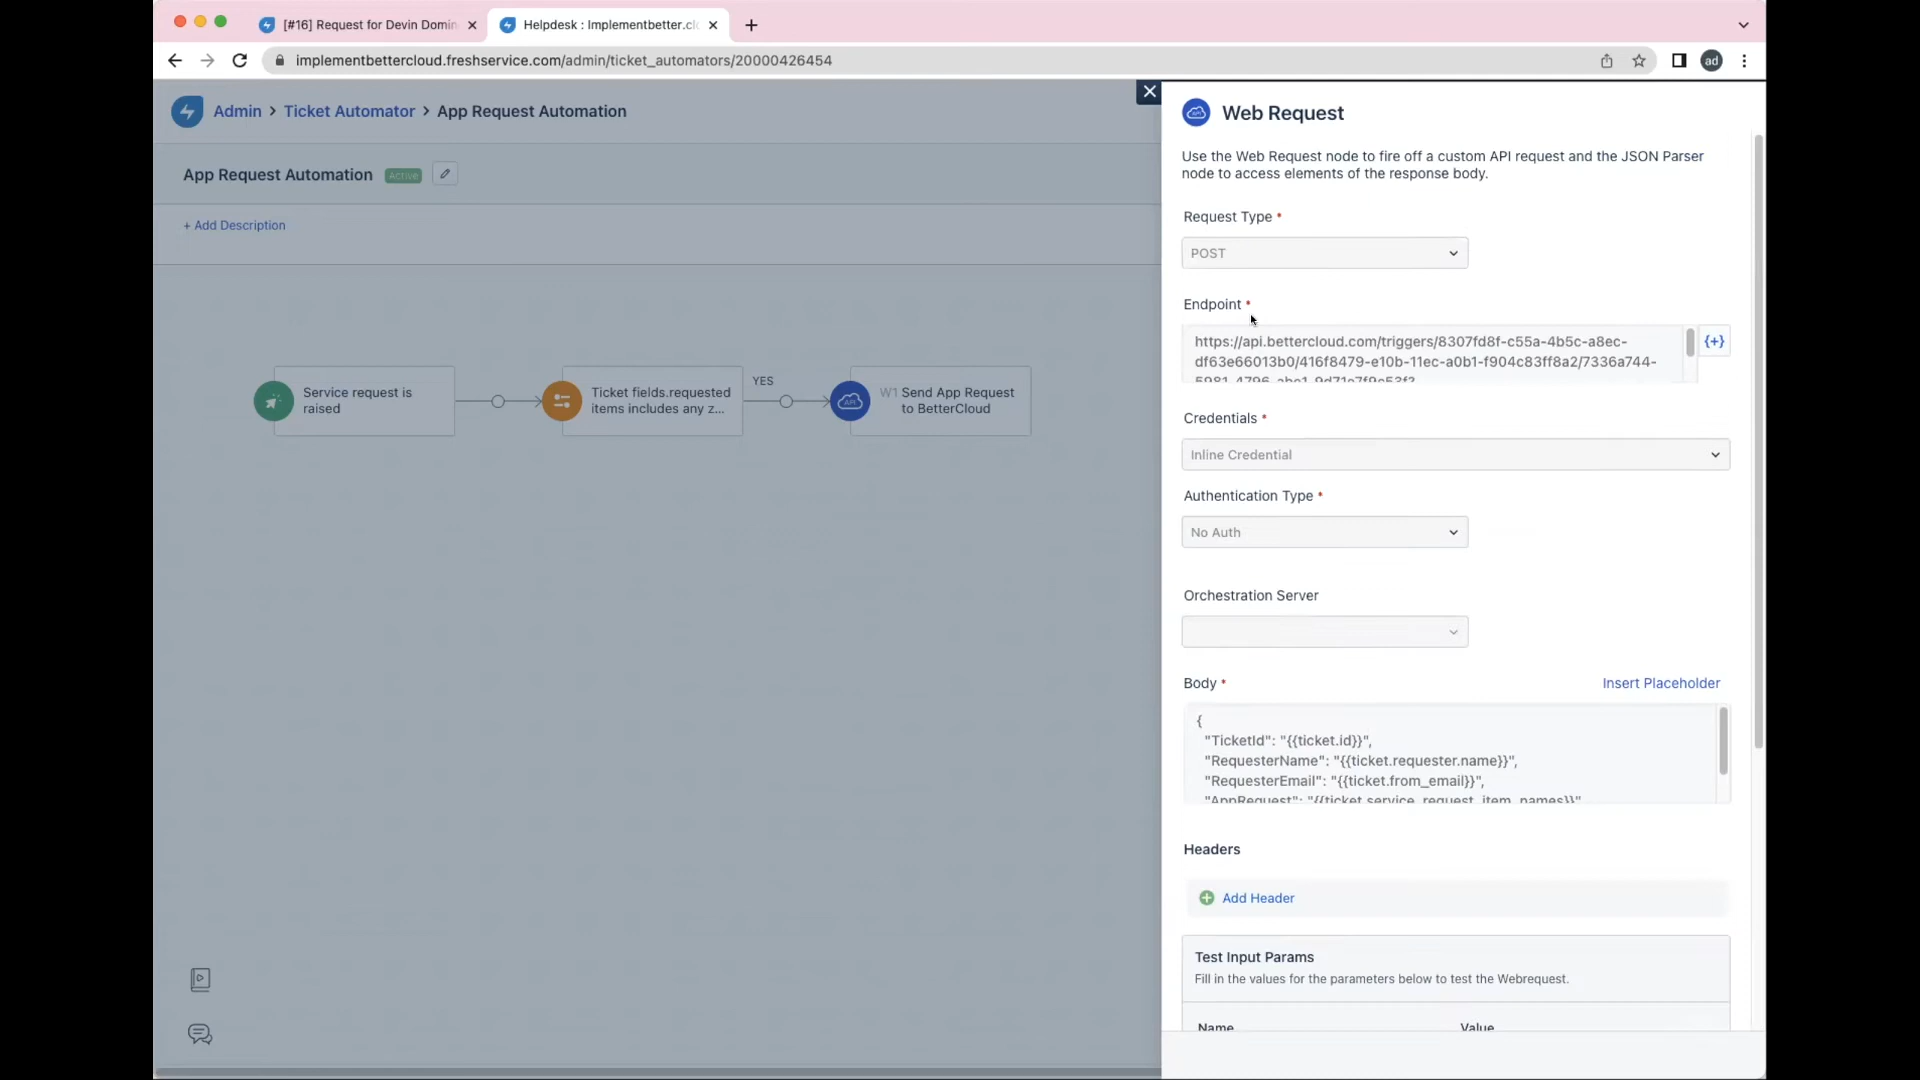 [#16] Request for Devin Domin
Helpdesk : Implementbetter.clo
implementbettercloud.freshservice.com/admin/ticket_automators/20000426454
ad
Admin > Ticket Automator > App Request Automation
App Request Automation Active
+ Add Description
Service request is
raised
Ticket fields.requested
items includes any z...
YES
W1 Send App Request
to BetterCloud
API
Web Request
Use the Web Request node to fire off a custom API request and the JSON Parser
node to access elements of the response body.
Request Type *
POST
Endpoint *
https://api.bettercloud.com/triggers/8307fd8f-c55a-4b5c-a8ec-
df63e66013b0/416f8479-e10b-11ec-a0b1-f904c83ff8a2/7336a744-
{+}
Credentials *
Inline Credential
Authentication Type *
No Auth
Orchestration Server
Body *
Insert Placeholder
{
"TicketId": "{{ticket.id}}",
"RequesterName": "{{ticket.requester.name}}",
"RequesterEmail": "{{ticket.from_email}}",
"AppRequest": "{{ticket.service_request_item_names}}"
Headers
Add Header
Test Input Params
Fill in the values for the parameters below to test the Webrequest.
Name Value